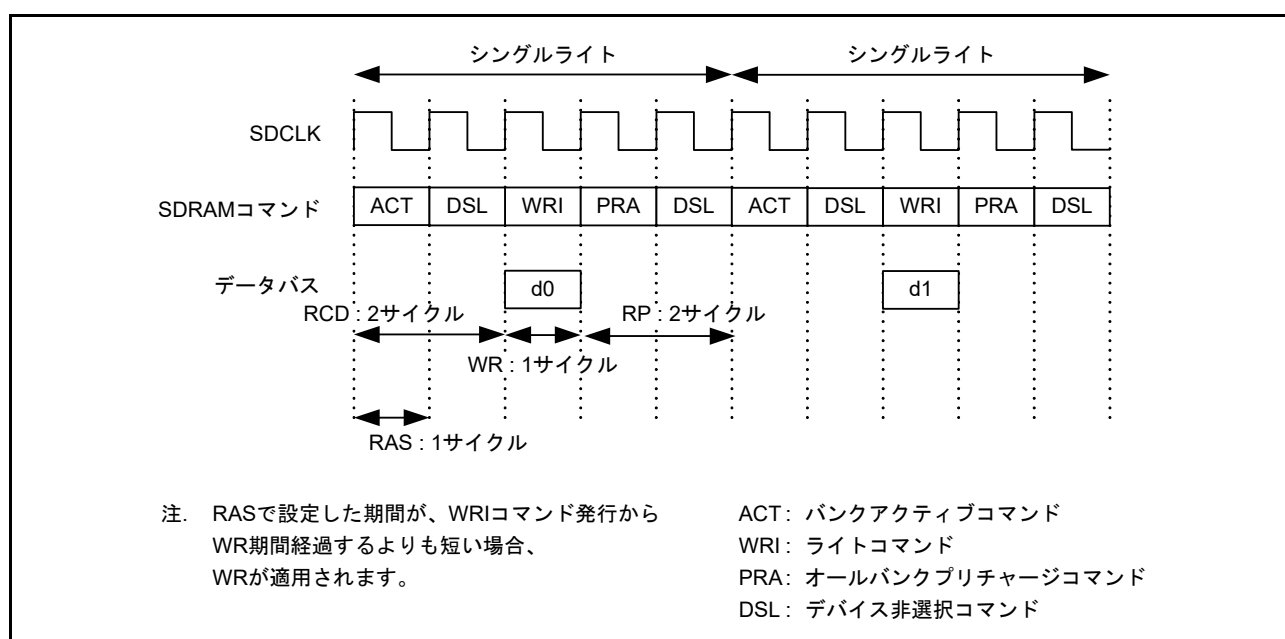 シングルライト シングルライト
SDCLK
SDRAMコマンド ACT DSL WRI PRA DSL ACT DSL WRI PRA DSL
データバス d0 d1
RCD : 2サイクル RP : 2サイクル
WR : 1サイクル
RAS : 1サイクル
注. RASで設定した期間が、WRIコマンド発行から
WR期間経過するよりも短い場合、
WRが適用されます。
ACT : バンクアクティブコマンド
WRI : ライトコマンド
PRA : オールバンクプリチャージコマンド
DSL : デバイス非選択コマンド